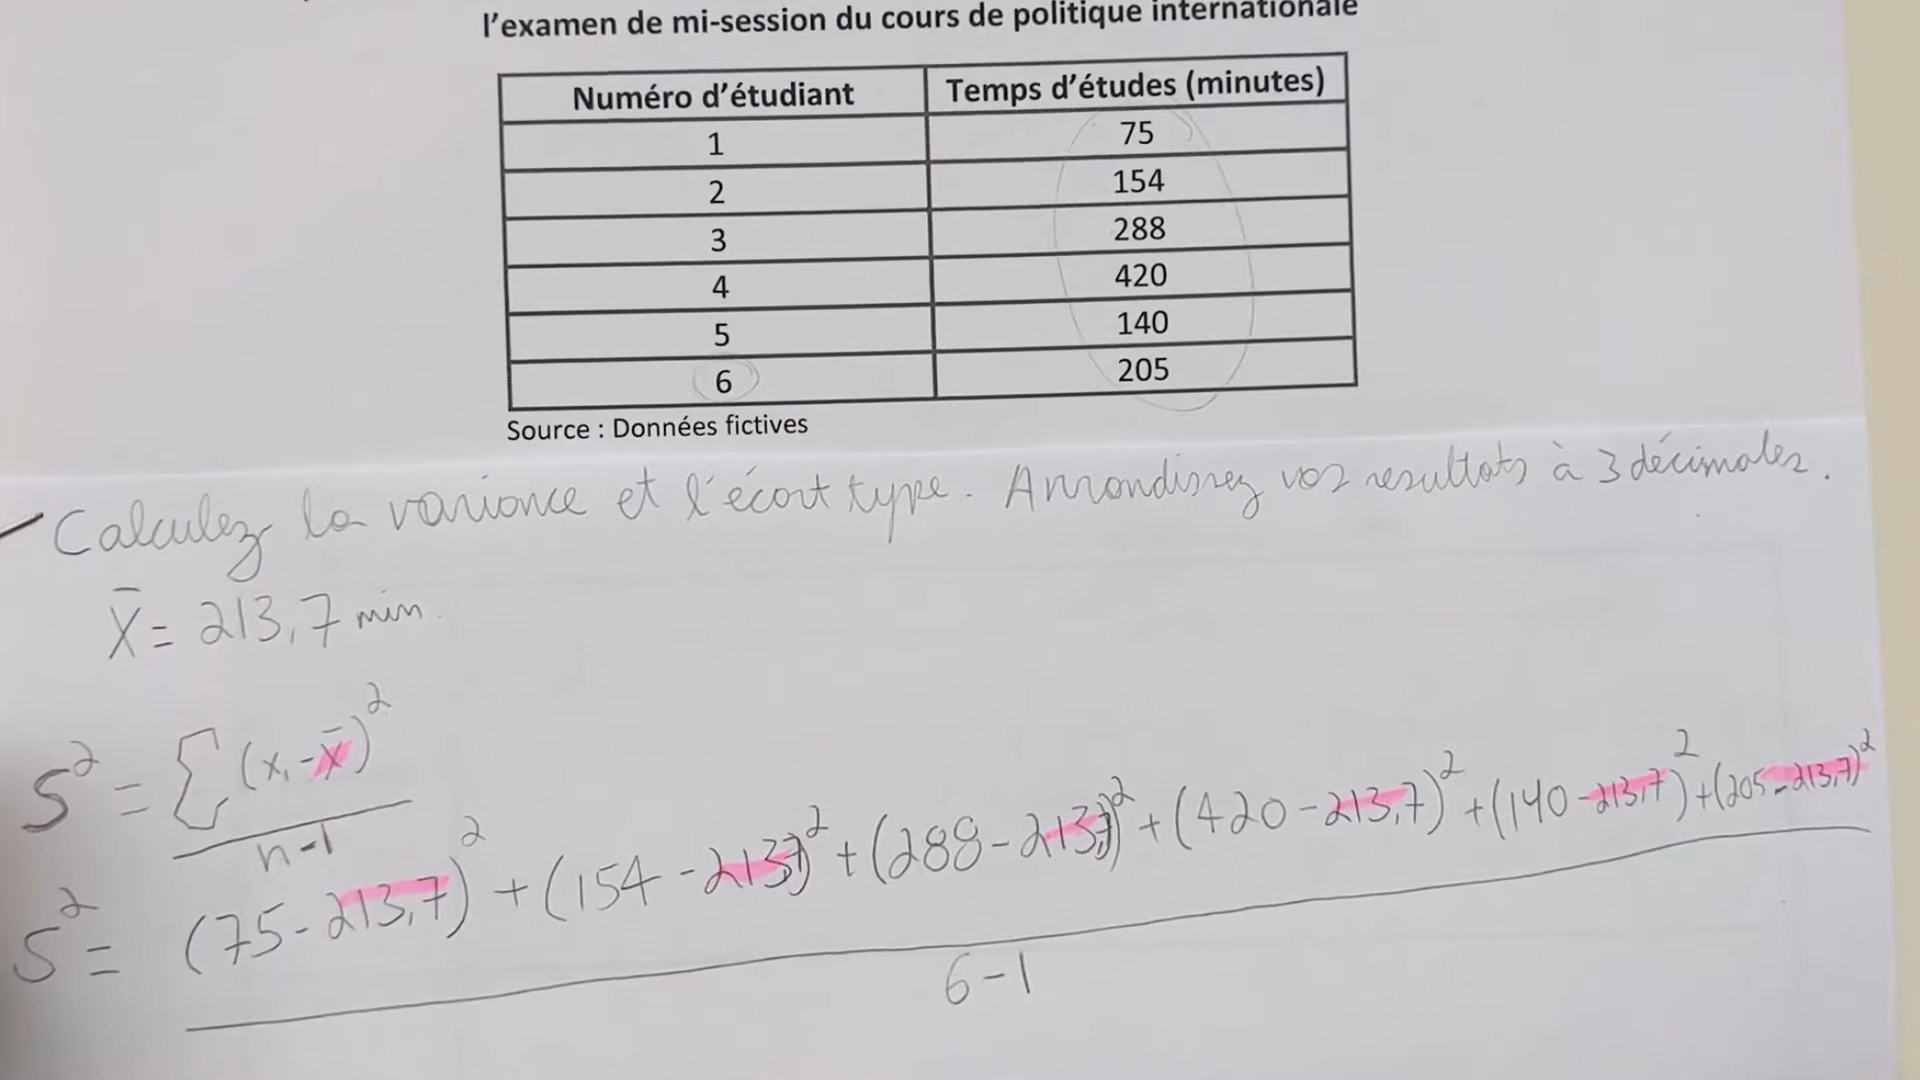 l'examen de mi-session du cours de politique internationale
Numéro d'étudiant Temps d'études (minutes)
1 75
2 154
3 288
4 420
5 140
6 205
Source : Données fictives
Calculez la variance et l'écart type. Arrondissez vos resultats à 3 décimales.
X̄ = 213,7 min.
S² = Σ(x, - x̄)²
n-1
S² = (75-213,7)² + (154-213,7)² + (288-213,7)² + (420-213,7)² + (140-213,7)² + (205-213,7)²
6-1